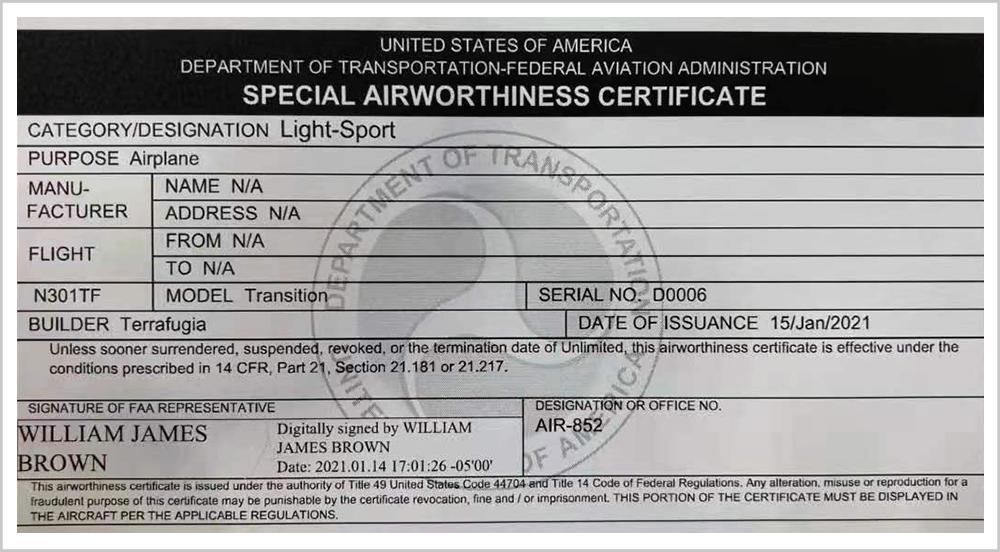 UNITED STATES OF AMERICA
DEPARTMENT OF TRANSPORTATION-FEDERAL AVIATION ADMINISTRATION
SPECIAL AIRWORTHINESS CERTIFICATE
CATEGORY/DESIGNATION Light-Sport
PURPOSE Airplane
MANU-
FACTURER
NAME N/A
ADDRESS N/A
FLIGHT
FROM N/A
TO N/A
N301TF
MODEL Transition
SERIAL NO. D0006
BUILDER Terrafugia
DATE OF ISSUANCE 15/Jan/2021
Unless sooner surrendered, suspended, revoked, or the termination date of Unlimited, this airworthiness certificate is effective under the
conditions prescribed in 14 CFR, Part 21, Section 21.181 or 21.217.
SIGNATURE OF FAA REPRESENTATIVE
WILLIAM JAMES
BROWN
Digitally signed by WILLIAM
JAMES BROWN
Date: 2021.01.14 17:01:26 -05'00'
DESIGNATION OR OFFICE NO.
AIR-852
This airworthiness certificate is issued under the authority of Title 49 United States Code 44704 and Title 14 Code of Federal Regulations. Any alteration, misuse or reproduction for a
fraudulent purpose of this certificate may be punishable by the certificate revocation, fine and / or imprisonment. THIS PORTION OF THE CERTIFICATE MUST BE DISPLAYED IN
THE AIRCRAFT PER THE APPLICABLE REGULATIONS.
DEPARTMENT OF TRANSPORTATION
OF AMERICA